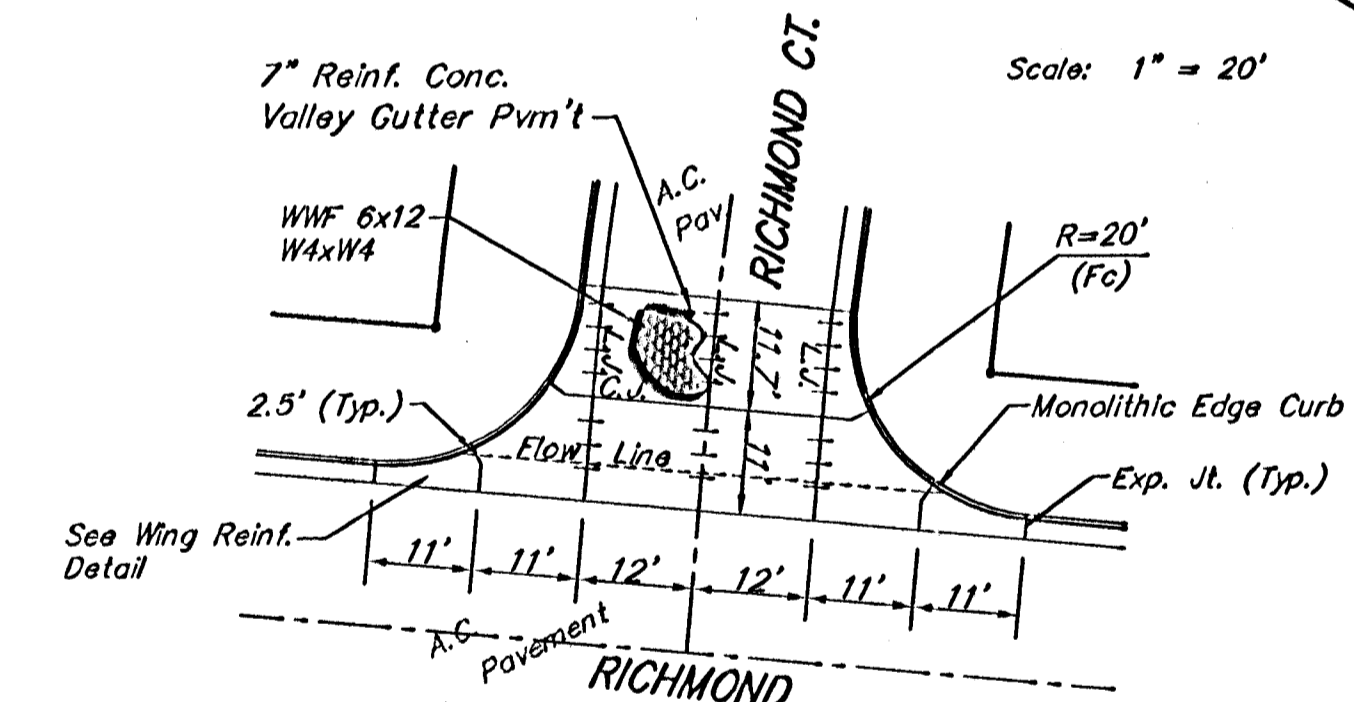 7" Reinf. Conc.
Valley Gutter Pvm't
Scale: 1" = 20'
RICHMOND CT.
A.C.
Pav
WWF 6x12
W4xW4
R=20'
(Fc)
L.J.
L.J.
11.7'
L.J.
C.J.
2.5' (Typ.)
Monolithic Edge Curb
Flow Line
11'
Exp. Jt. (Typ.)
See Wing Reinf.
Detail
11'
11'
12'
12'
11'
11'
A.C.
Pavement
RICHMOND